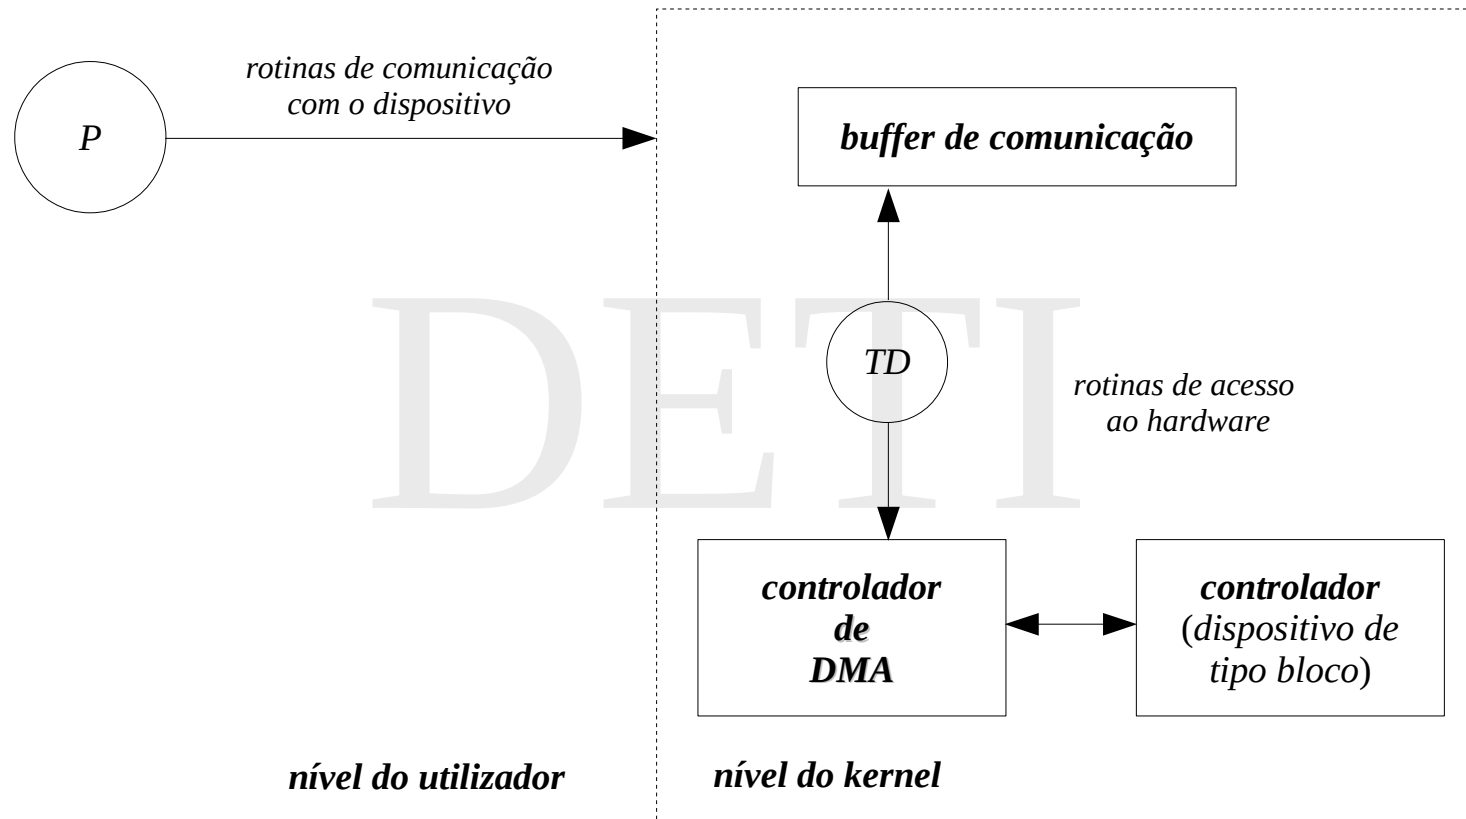 rotinas de comunicação
com o dispositivo
P
buffer de comunicação
DETI
TD
rotinas de acesso
ao hardware
controlador
de
DMA
controlador
(dispositivo de
tipo bloco)
nível do utilizador
nível do kernel